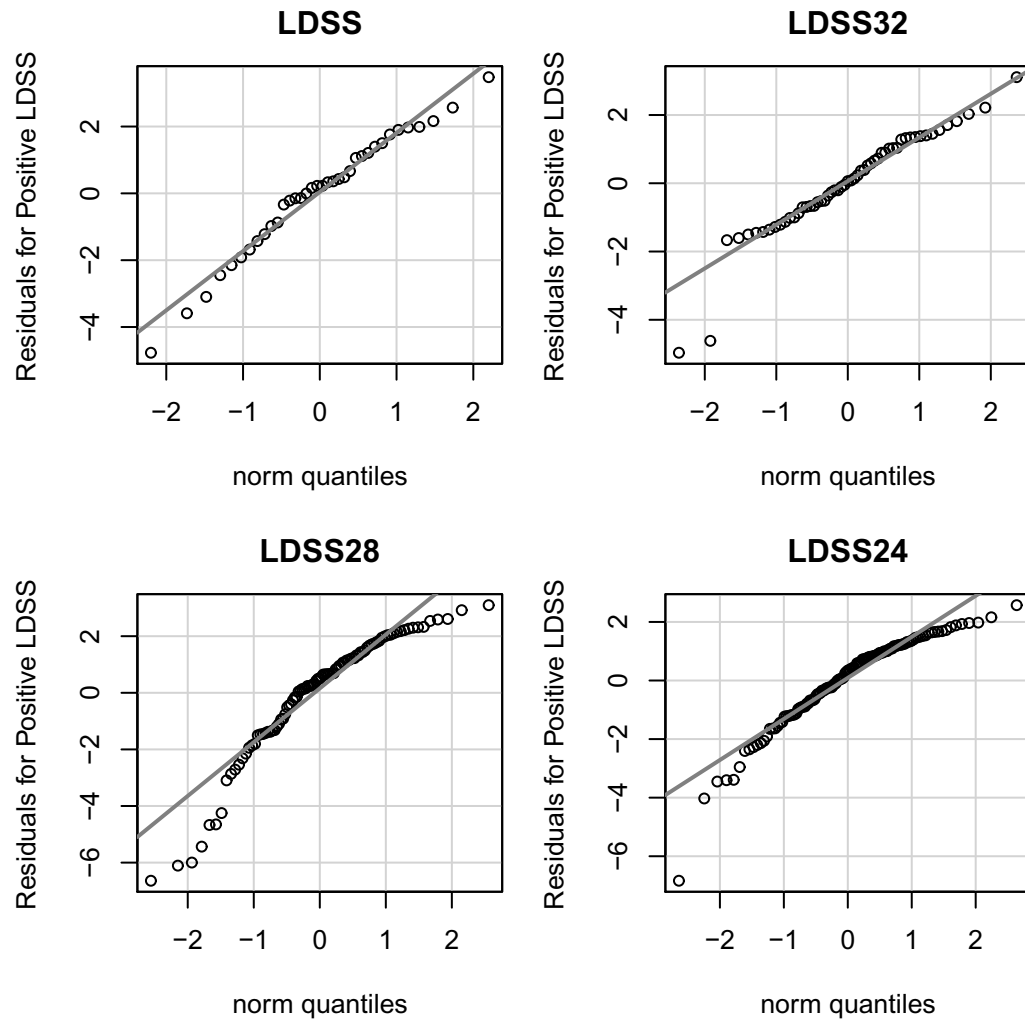 LDSS
Residuals for Positive LDSS
2
0
−2
−4
−2 −1 0 1 2
norm quantiles
LDSS32
Residuals for Positive LDSS
2
0
−2
−4
−2 −1 0 1 2
norm quantiles
LDSS28
Residuals for Positive LDSS
2
0
−2
−4
−6
−2 −1 0 1 2
norm quantiles
LDSS24
Residuals for Positive LDSS
2
0
−2
−4
−6
−2 −1 0 1 2
norm quantiles